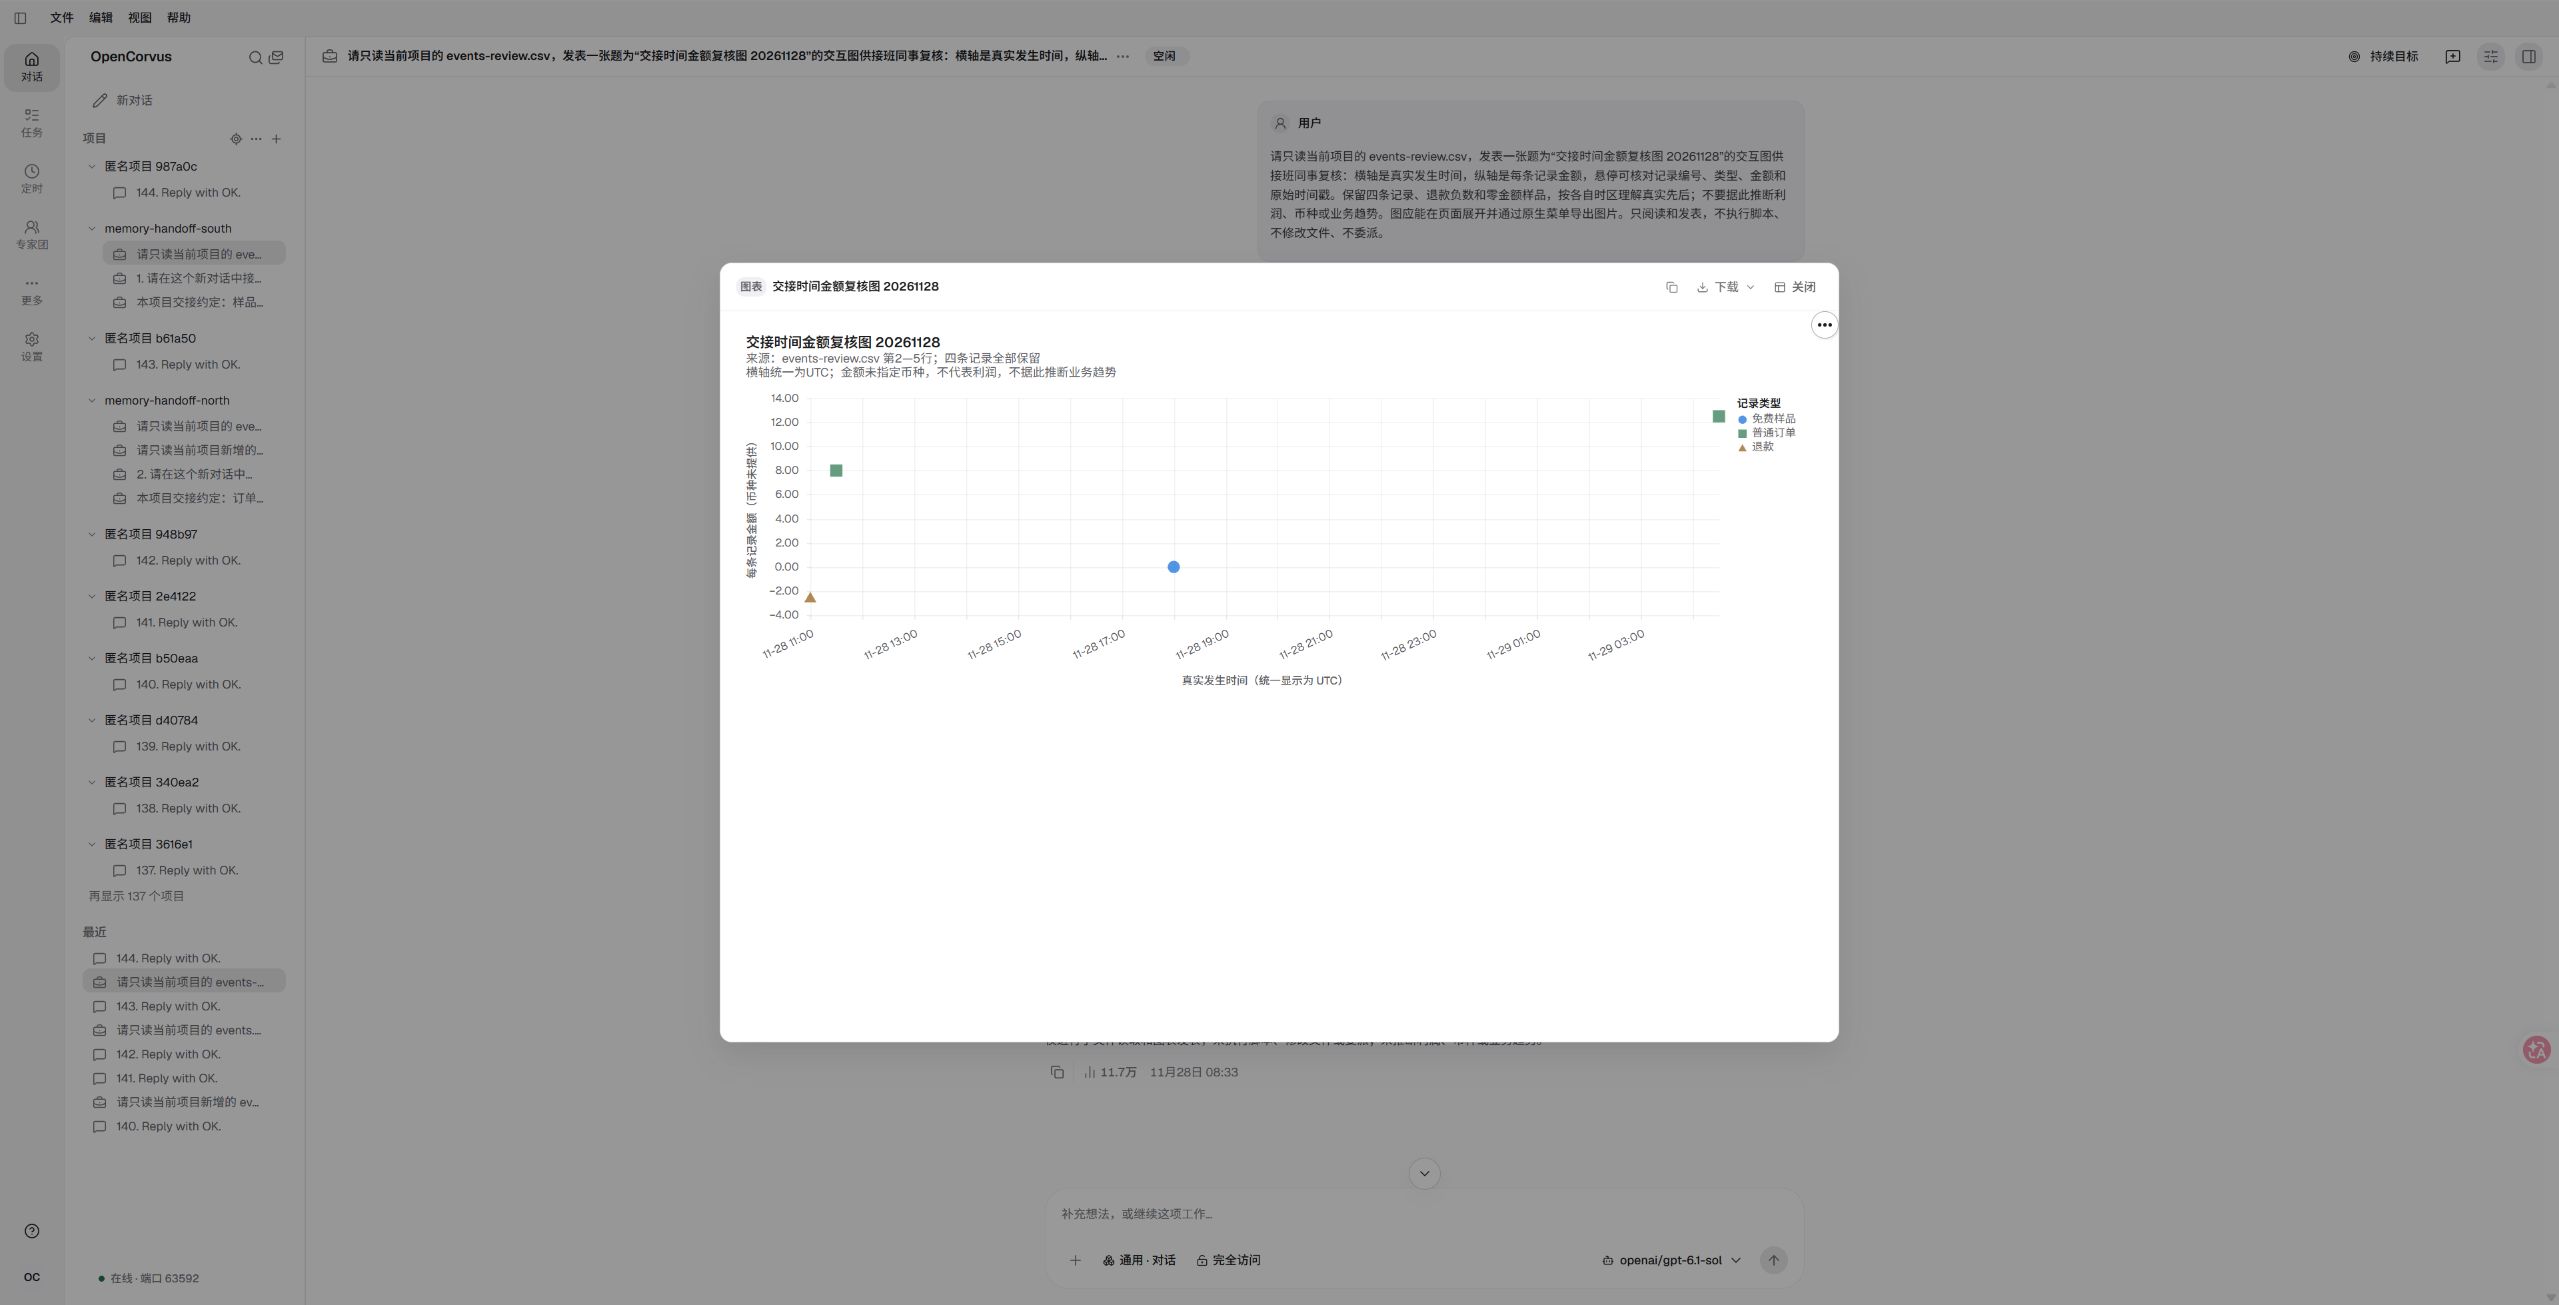 文件 编辑 视图 帮助
对话
任务
定时
专家团
更多
设置
OC
OpenCorvus
新对话
项目
匿名项目 987a0c
144. Reply with OK.
memory-handoff-south
请只读当前项目的 eve...
1. 请在这个新对话中接...
本项目交接约定：样品...
匿名项目 b61a50
143. Reply with OK.
memory-handoff-north
请只读当前项目的 eve...
请只读当前项目新增的...
2. 请在这个新对话中...
本项目交接约定：订单...
匿名项目 948b97
142. Reply with OK.
匿名项目 2e4122
141. Reply with OK.
匿名项目 b50eaa
140. Reply with OK.
匿名项目 d40784
139. Reply with OK.
匿名项目 340ea2
138. Reply with OK.
匿名项目 3616e1
137. Reply with OK.
再显示 137 个项目
最近
144. Reply with OK.
请只读当前项目的 events-...
143. Reply with OK.
请只读当前项目的 events....
142. Reply with OK.
141. Reply with OK.
请只读当前项目新增的 ev...
140. Reply with OK.
在线 · 端口 63592
请只读当前项目的 events-review.csv，发表一张题为“交接时间金额复核图 20261128”的交互图供接班同事复核：横轴是真实发生时间，纵轴... 空闲
持续目标
用户
请只读当前项目的 events-review.csv，发表一张题为“交接时间金额复核图 20261128”的交互图供
接班同事复核：横轴是真实发生时间，纵轴是每条记录金额，悬停可核对记录编号、类型、金额和
原始时间戳。保留四条记录、退款负数和零金额样品，按各自时区理解真实先后；不要据此推断利
润、币种或业务趋势。图应能在页面展开并通过原生菜单导出图片。只阅读和发表，不执行脚本、
不修改文件、不委派。
图表 交接时间金额复核图 20261128
下载 关闭
交接时间金额复核图 20261128
来源：events-review.csv 第2—5行；四条记录全部保留
横轴统一为UTC；金额未指定币种，不代表利润，不据此推断业务趋势
每条记录金额（币种未提供）
14.00
12.00
10.00
8.00
6.00
4.00
2.00
0.00
−2.00
−4.00
11-28 11:00 11-28 13:00 11-28 15:00 11-28 17:00 11-28 19:00 11-28 21:00 11-28 23:00 11-29 01:00 11-29 03:00
真实发生时间（统一显示为 UTC）
记录类型
免费样品
普通订单
退款
11.7万 11月28日 08:33
补充想法，或继续这项工作...
通用 · 对话 完全访问 openai/gpt-6.1-sol